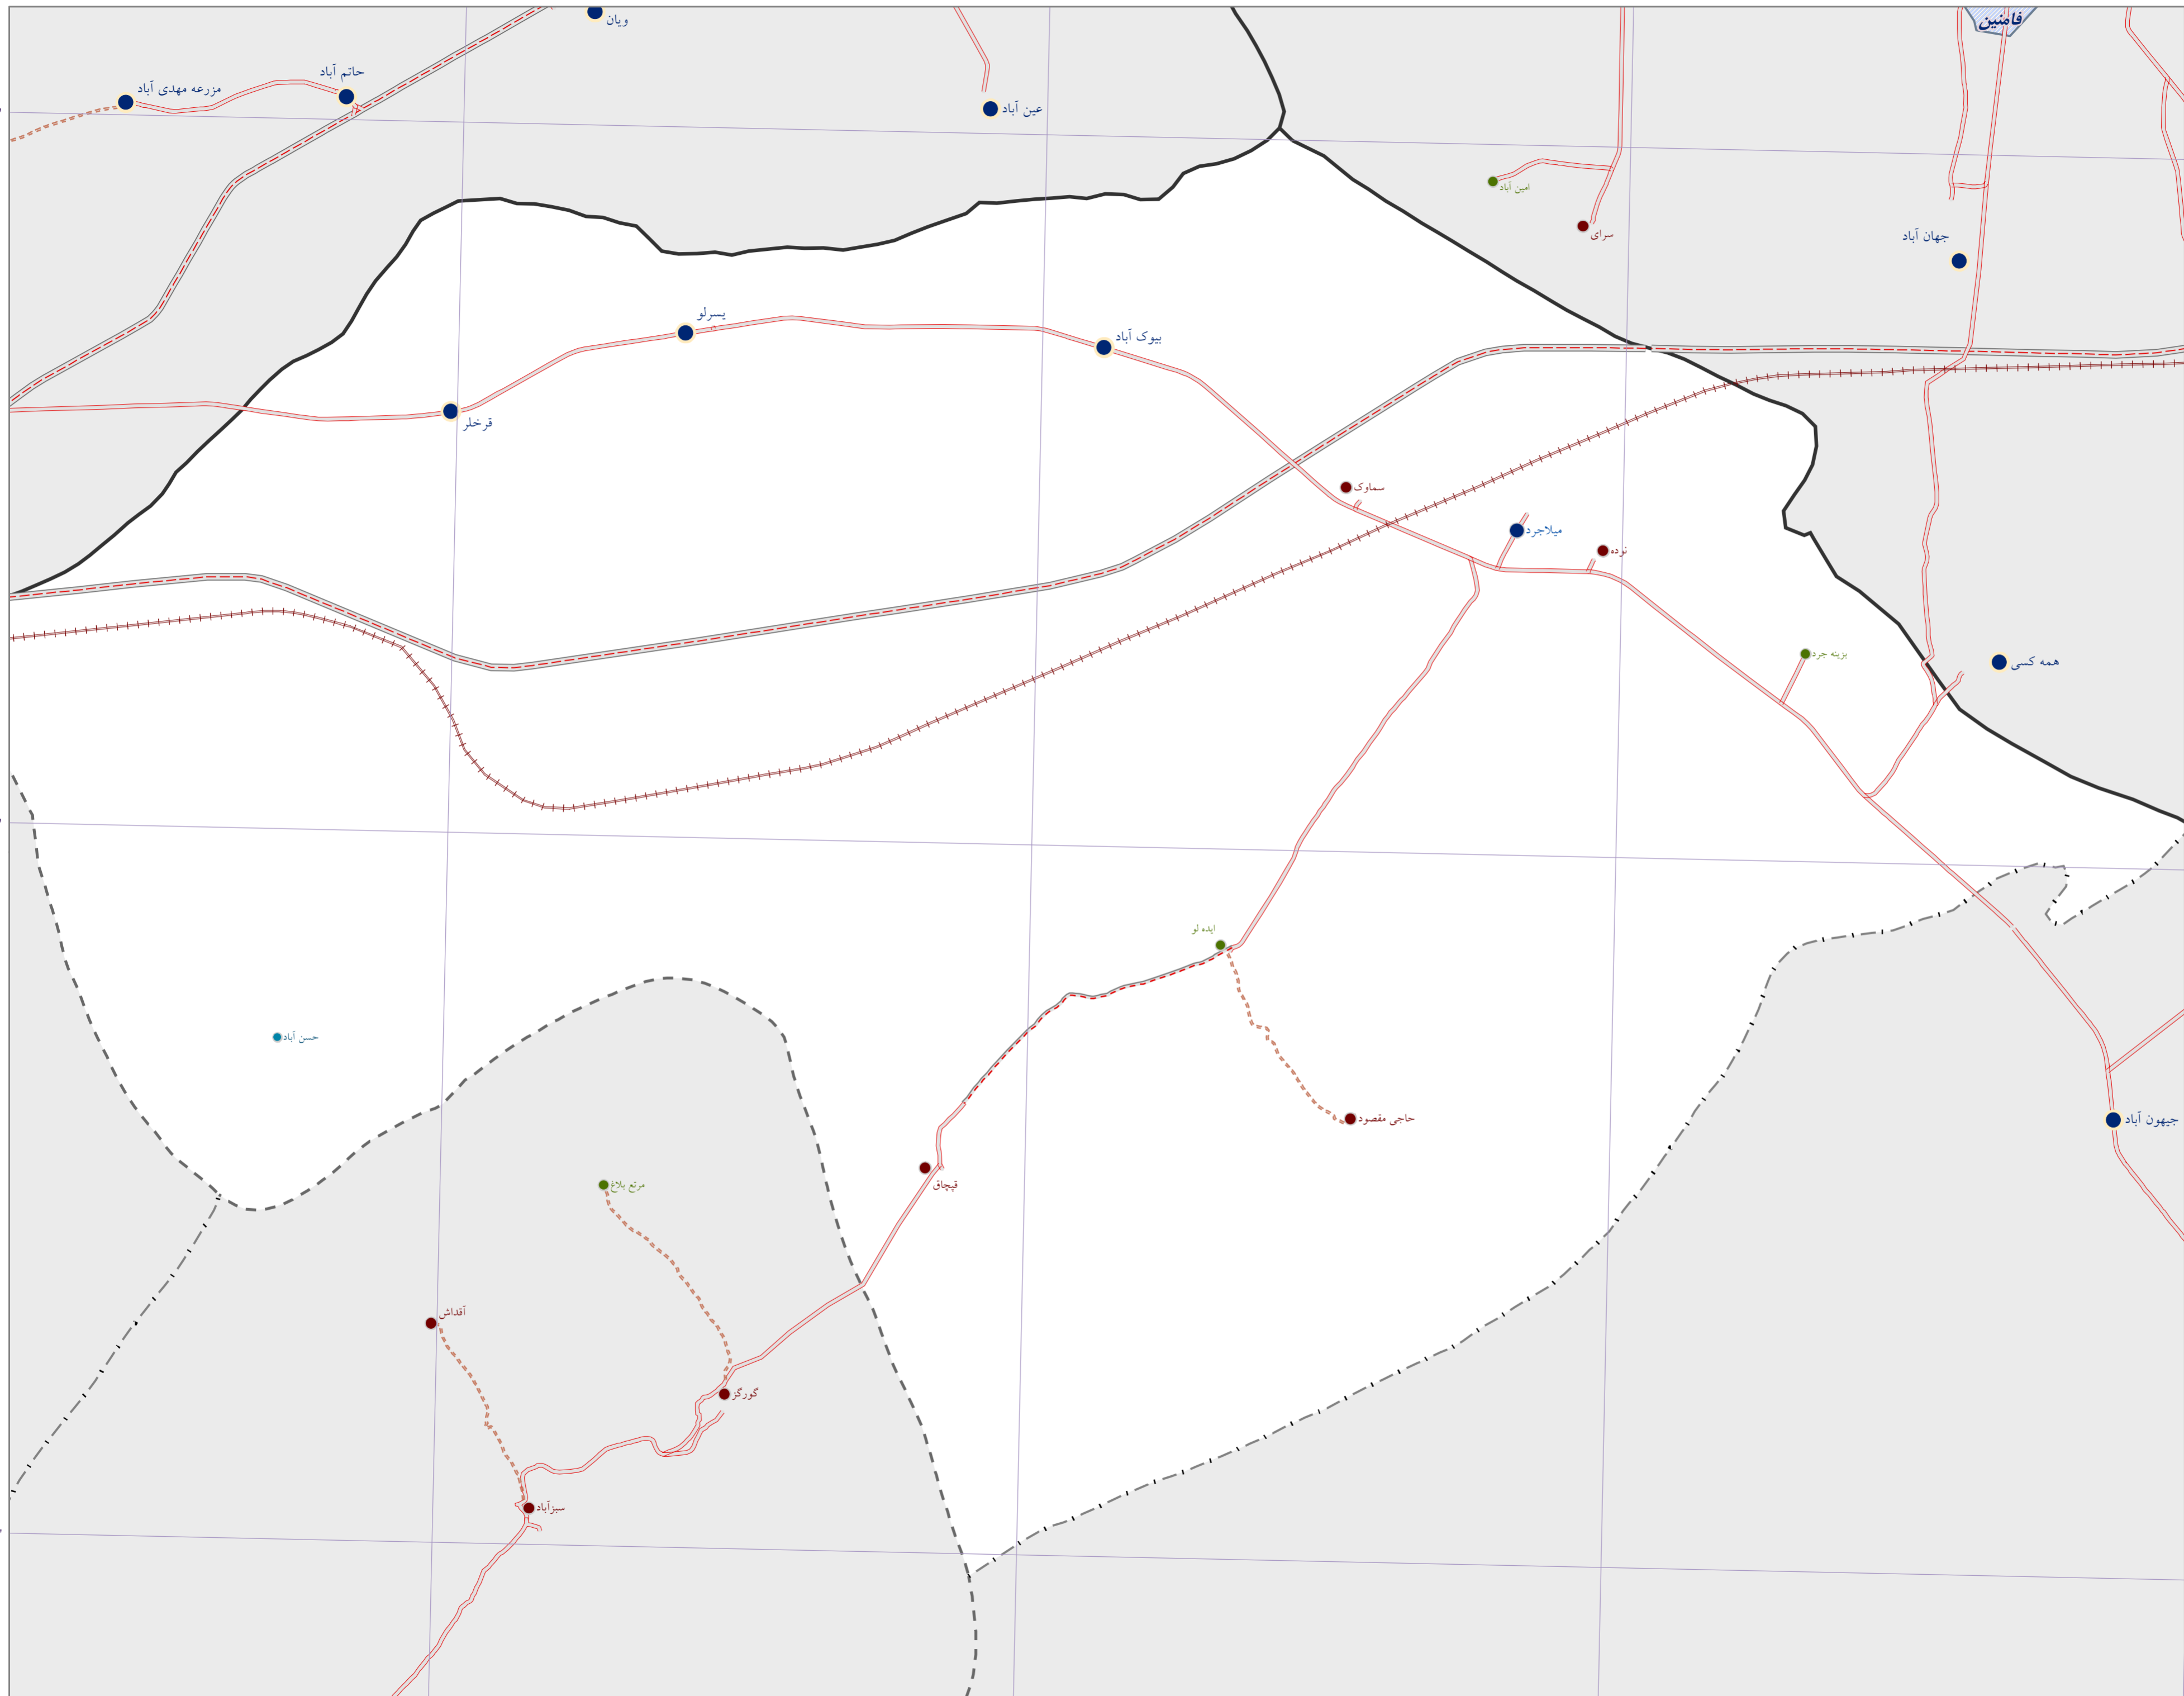 ویان
فامنین
حاتم آباد
مزرعه مهدی آباد
عین آباد
امین آباد
سرای
جهان آباد
یسرلو
بیوک آباد
قرخلر
سماوک
میلاجرد
نرده
بزینه جرد
همه کسی
ایده لو
حسن آباد
حاجی مقصود
جیهون آباد
قپچاق
مرتع بلاغ
آقداش
گورگز
سبزآباد